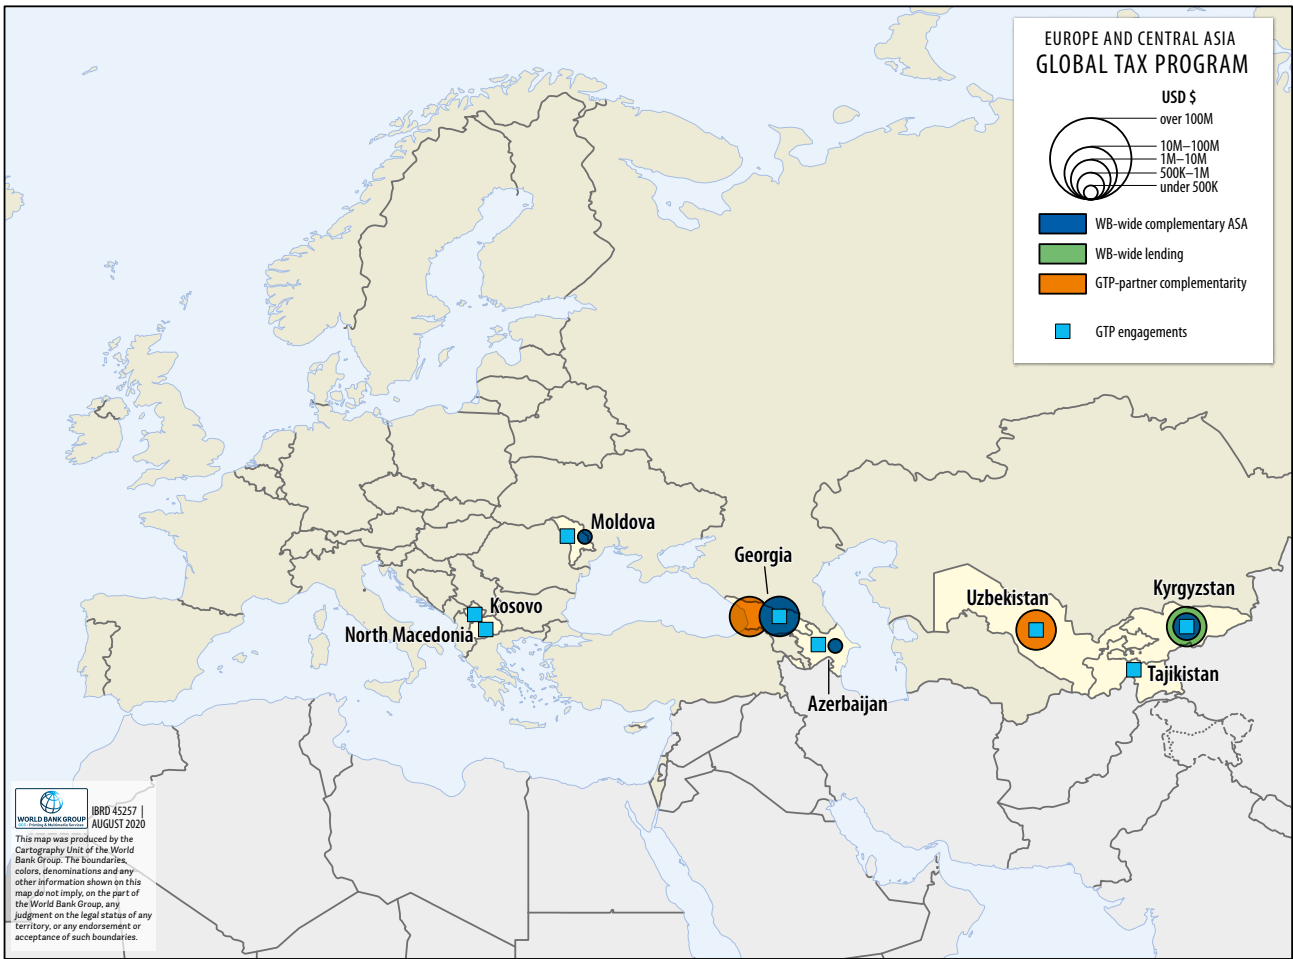 EUROPE AND CENTRAL ASIA
GLOBAL TAX PROGRAM
USD $
over 100M
10M–100M
1M–10M
500K–1M
under 500K
WB-wide complementary ASA
WB-wide lending
GTP-partner complementarity
GTP engagements
Moldova
Georgia
Kosovo
North Macedonia
Uzbekistan
Kyrgyzstan
Tajikistan
Azerbaijan
WORLD BANK GROUP
GCS – Printing & Multimedia Services
IBRD 45257 |
AUGUST 2020
This map was produced by the
Cartography Unit of the World
Bank Group. The boundaries,
colors, denominations and any
other information shown on this
map do not imply, on the part of
the World Bank Group, any
judgment on the legal status of any
territory, or any endorsement or
acceptance of such boundaries.